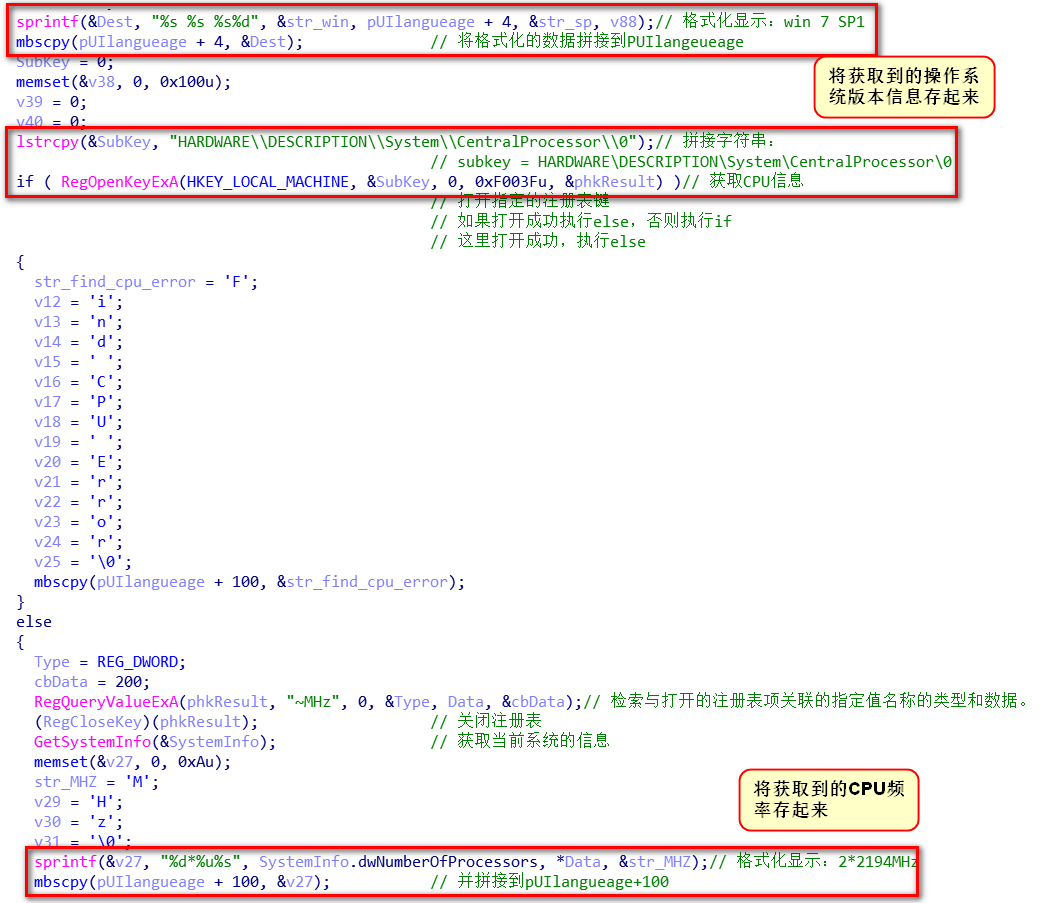 sprintf(&Dest, "%s %s %s%d", &str_win, pUIlangueage + 4, &str_sp, v88);// 格式化显示：win 7 SP1
mbscpy(pUIlangueage + 4, &Dest); // 将格式化的数据拼接到PUIlangeueage
SubKey = 0;
memset(&v38, 0, 0x100u);
v39 = 0;
v40 = 0;
将获取到的操作系
统版本信息存起来
lstrcpy(&SubKey, "HARDWARE\\DESCRIPTION\\System\\CentralProcessor\\0");// 拼接字符串：
// subkey = HARDWARE\DESCRIPTION\System\CentralProcessor\0
if ( RegOpenKeyExA(HKEY_LOCAL_MACHINE, &SubKey, 0, 0xF003Fu, &phkResult) )// 获取CPU信息
// 打开指定的注册表键
// 如果打开成功执行else，否则执行if
// 这里打开成功，执行else
{
str_find_cpu_error = 'F';
v12 = 'i';
v13 = 'n';
v14 = 'd';
v15 = ' ';
v16 = 'C';
v17 = 'P';
v18 = 'U';
v19 = ' ';
v20 = 'E';
v21 = 'r';
v22 = 'r';
v23 = 'o';
v24 = 'r';
v25 = '\0';
mbscpy(pUIlangueage + 100, &str_find_cpu_error);
}
else
{
Type = REG_DWORD;
cbData = 200;
RegQueryValueExA(phkResult, "~MHz", 0, &Type, Data, &cbData);// 检索与打开的注册表项关联的指定值名称的类型和数据。
(RegCloseKey)(phkResult); // 关闭注册表
GetSystemInfo(&SystemInfo); // 获取当前系统的信息
memset(&v27, 0, 0xAu);
str_MHZ = 'M';
v29 = 'H';
v30 = 'z';
v31 = '\0';
将获取到的CPU频
率存起来
sprintf(&v27, "%d*%u%s", SystemInfo.dwNumberOfProcessors, *Data, &str_MHZ);// 格式化显示：2*2194MHz
mbscpy(pUIlangueage + 100, &v27); // 并拼接到pUIlangueage+100